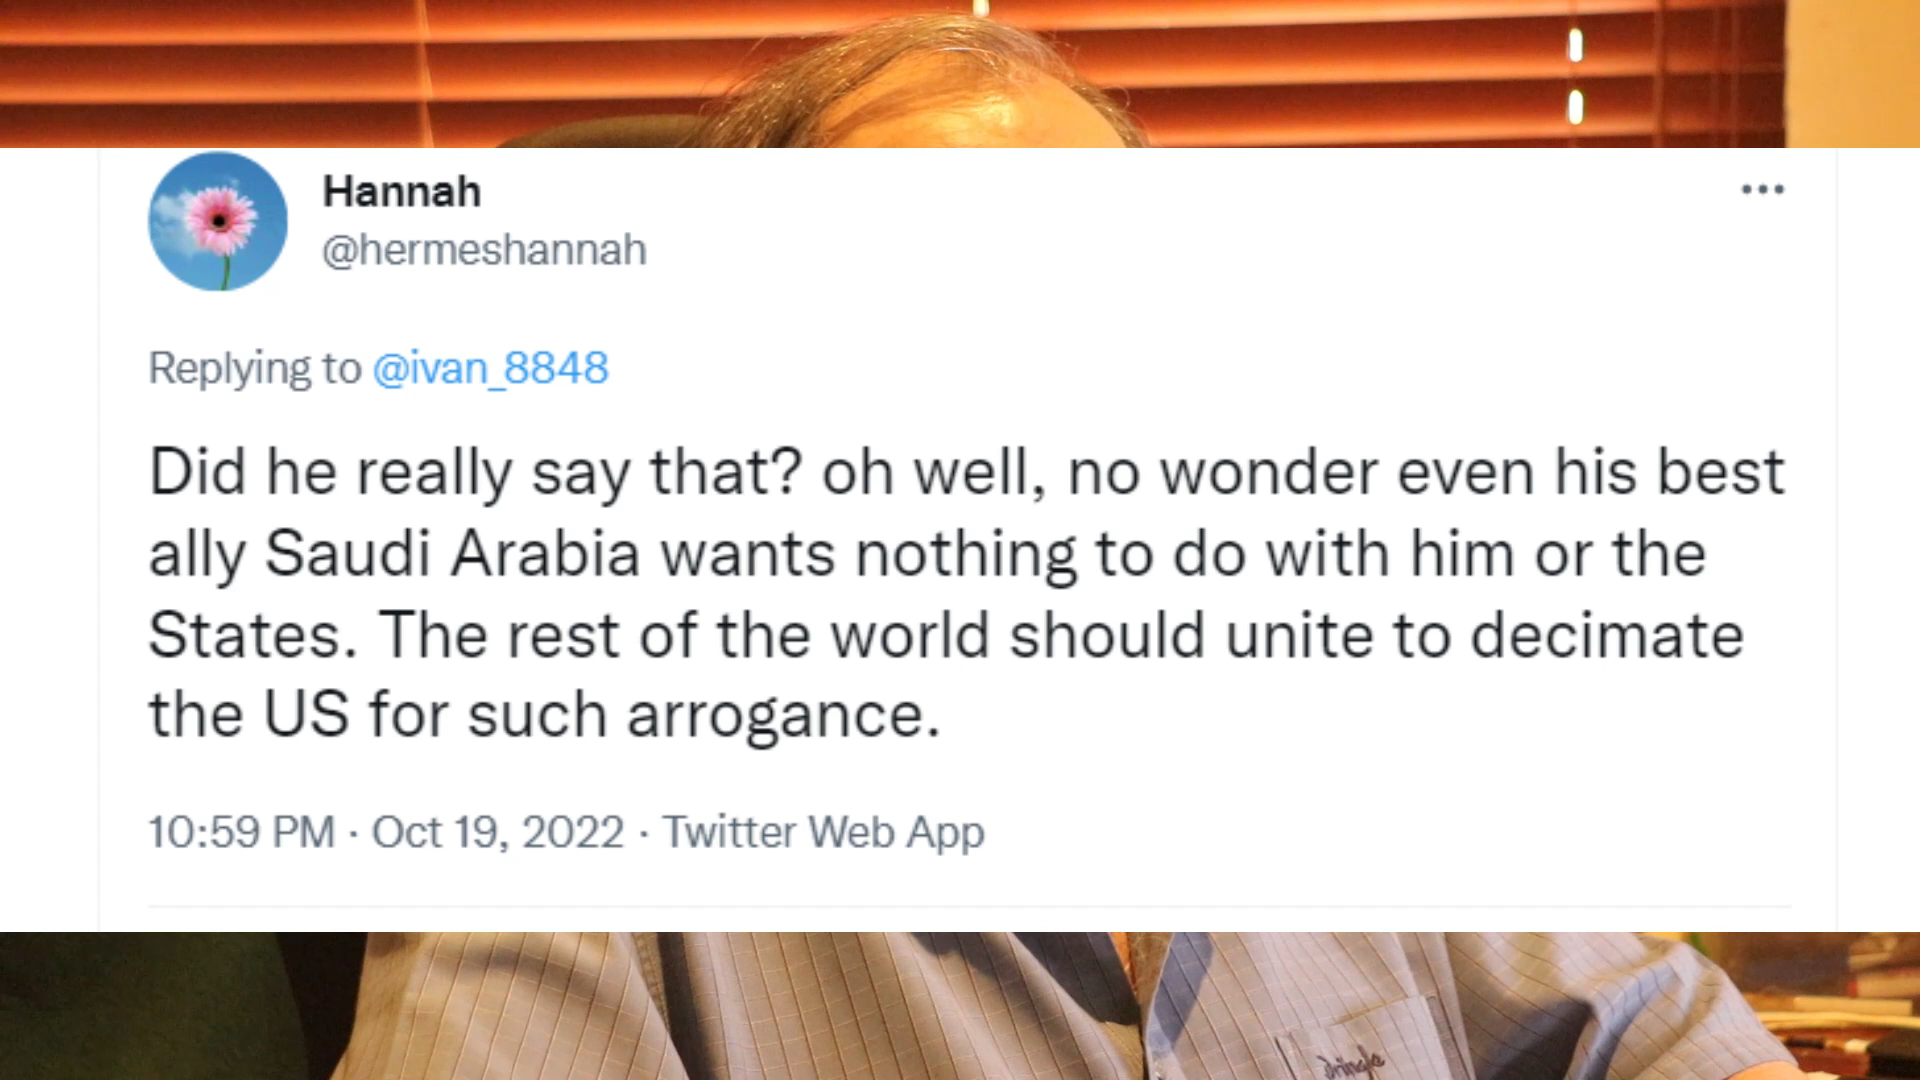 Hannah
@hermeshannah
Replying to @ivan_8848
Did he really say that? oh well, no wonder even his best
ally Saudi Arabia wants nothing to do with him or the
States. The rest of the world should unite to decimate
the US for such arrogance.
10:59 PM · Oct 19, 2022 · Twitter Web App